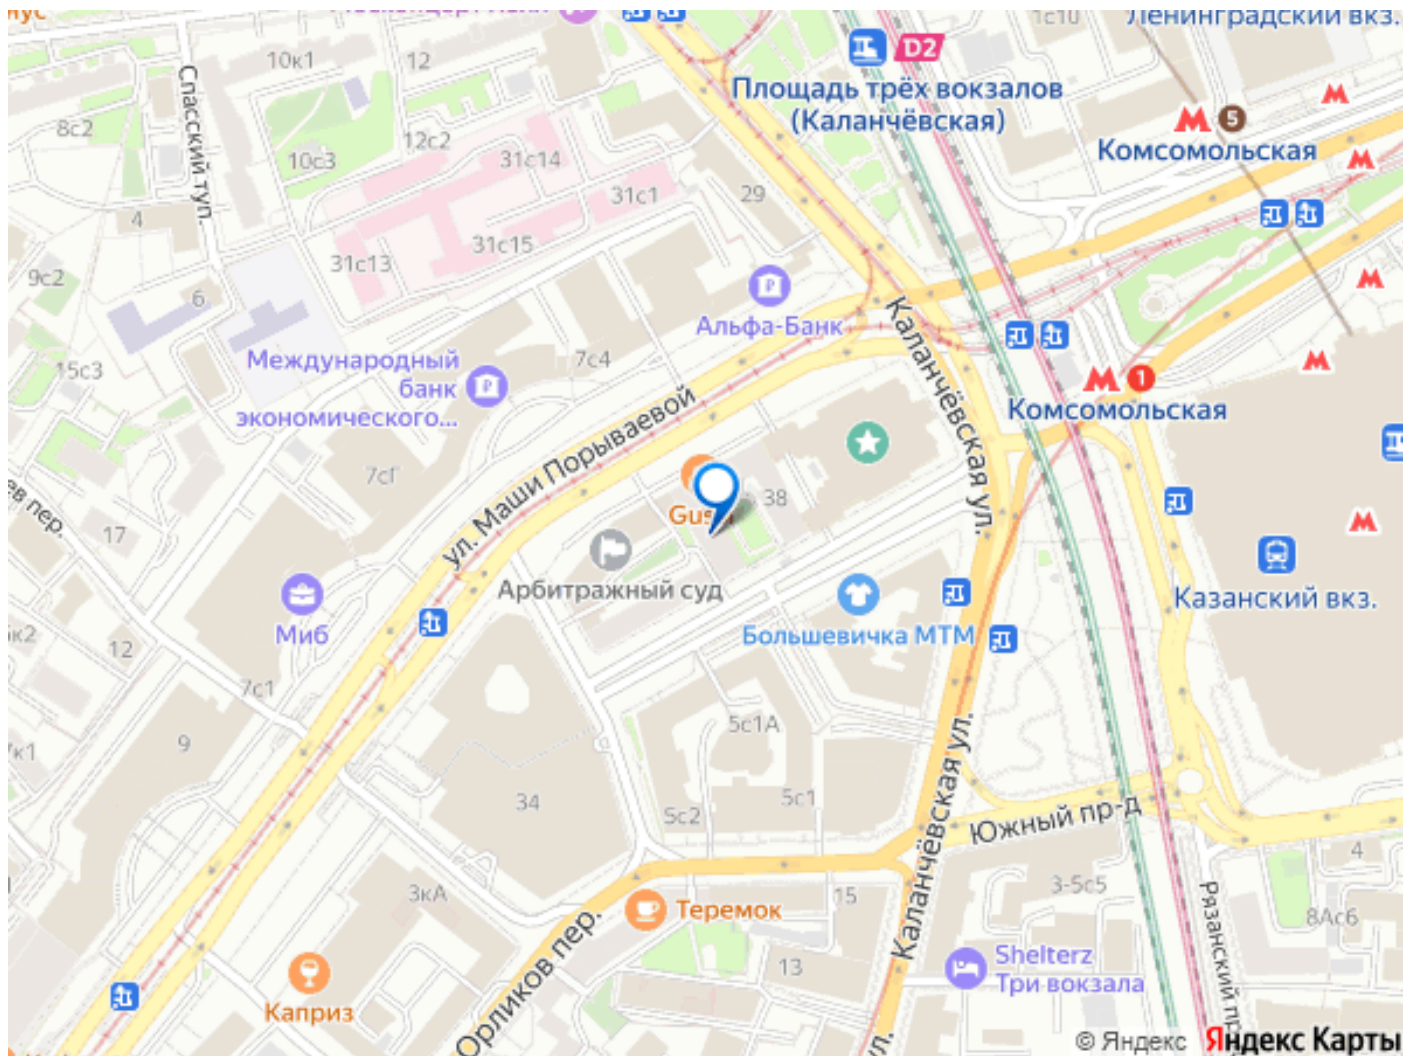 1с10
Ленинградский вкз.
10к1
12
D2
Площадь трёх вокзалов
(Каланчёвская)
5
Комсомольская
Спасский туп.
8с2
12с2
10с3
31с14
31с1
29
4
31с15
31с13
9с2
6
Альфа-Банк
Каланчёвская ул.
Международный
банк
экономического...
15с3
7с4
1
Комсомольская
ул. Маши Порываевой
7с1
38
17
Арбитражный суд
Казанский вкз.
Миб
Большевичка МТМ
12
7с1
9
5с1А
Каланчёвская ул.
34
5с2
5с1
Южный пр-д
4
3кА
15
3-5с5
Теремок
8Ас6
Рязанский пр
Орликов пер.
13
Shelterz
Три вокзала
Каприз
© Яндекс
Яндекс Карты